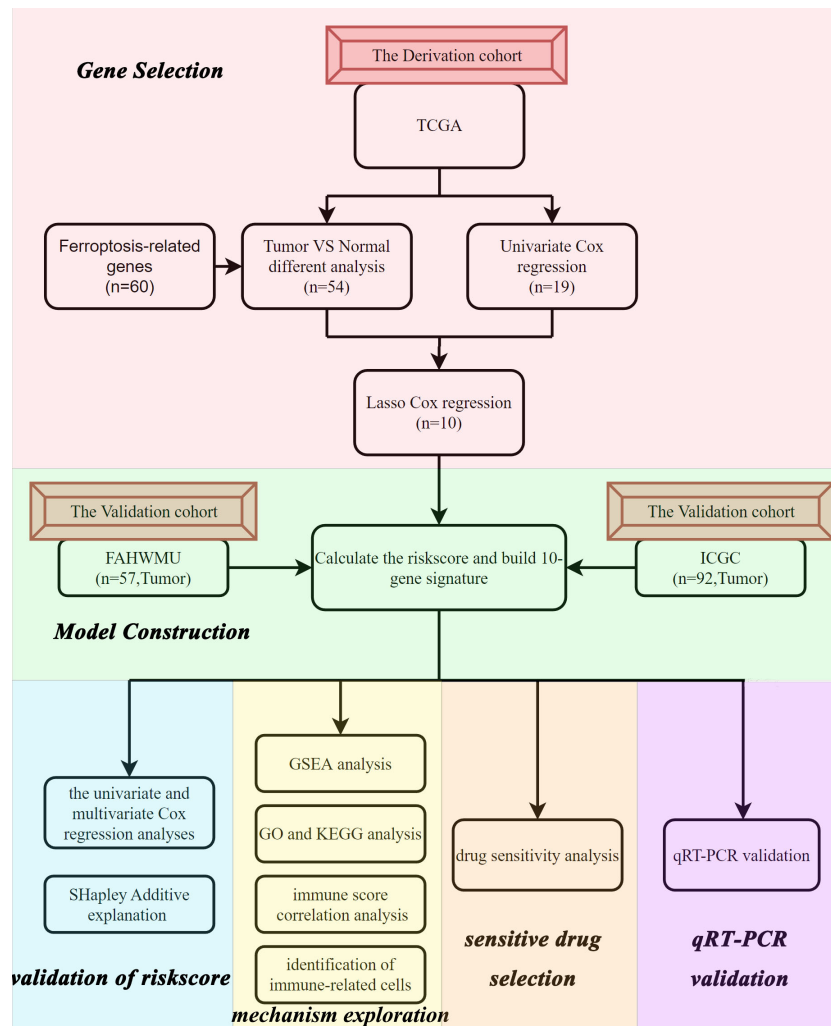 The Derivation cohort
Gene Selection
TCGA
Ferroptosis-related
genes
(n=60)
Tumor VS Normal
different analysis
(n=54)
Univariate Cox
regression
(n=19)
Lasso Cox regression
(n=10)
The Validation cohort
FAHWMU
(n=57,Tumor)
Calculate the riskscore and build 10-
gene signature
The Validation cohort
ICGC
(n=92,Tumor)
Model Construction
the univariate and
multivariate Cox
regression analyses
SHapley Additive
explanation
validation of riskscore
GSEA analysis
GO and KEGG analysis
immune score
correlation analysis
identification of
immune-related cells
mechanism exploration
drug sensitivity analysis
sensitive drug
selection
qRT-PCR validation
qRT-PCR
validation